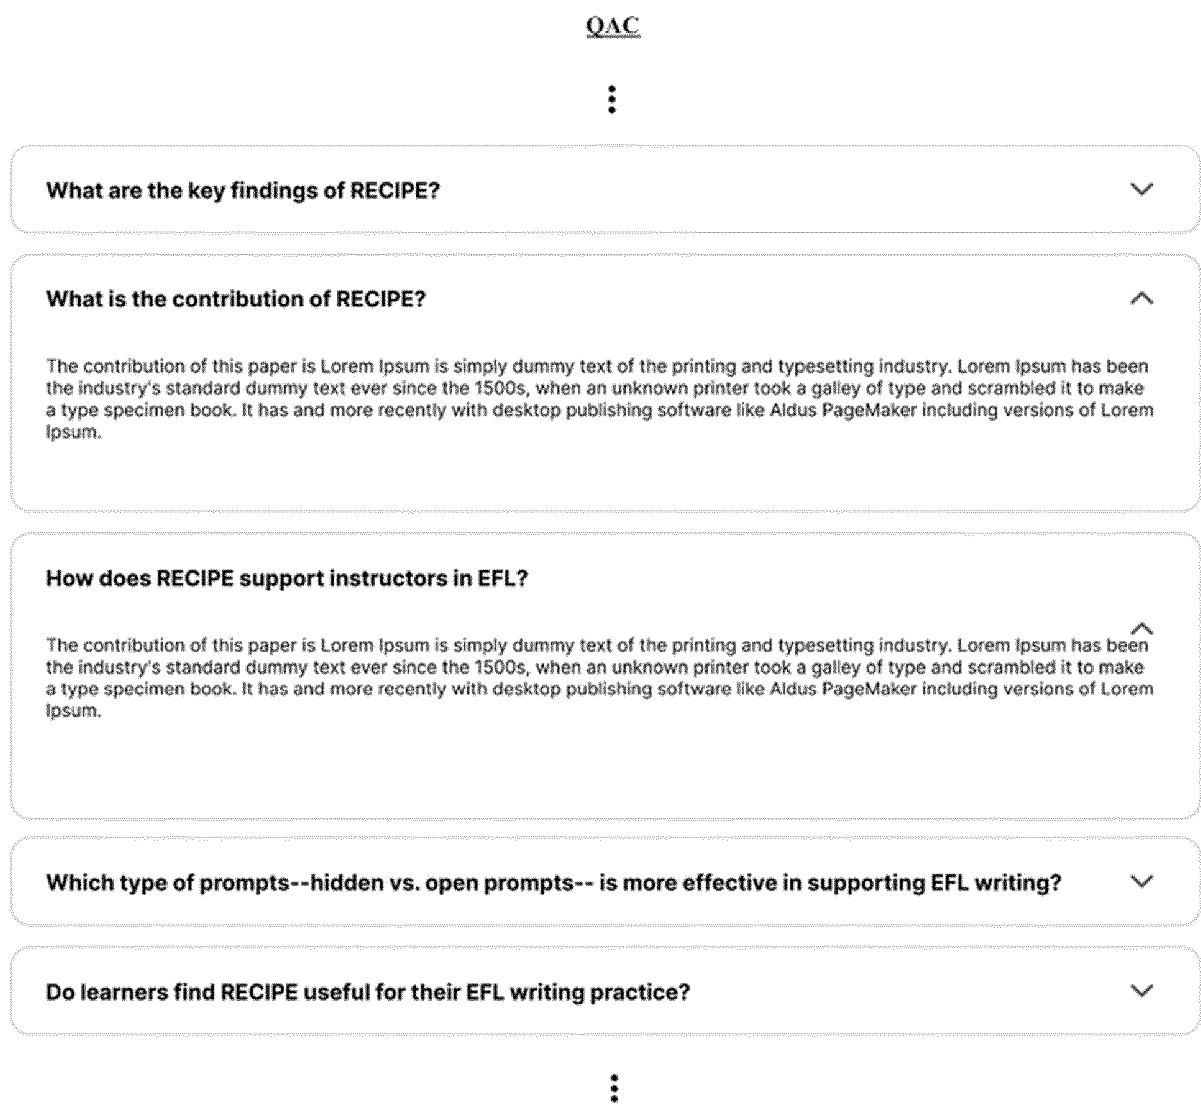 QAC
What are the key findings of RECIPE?
What is the contribution of RECIPE?
The contribution of this paper is Lorem Ipsum is simply dummy text of the printing and typesetting industry. Lorem Ipsum has been
the industry's standard dummy text ever since the 1500s, when an unknown printer took a galley of type and scrambled it to make
a type specimen book. It has and more recently with desktop publishing software like Aldus PageMaker including versions of Lorem
Ipsum.
How does RECIPE support instructors in EFL?
The contribution of this paper is Lorem Ipsum is simply dummy text of the printing and typesetting industry. Lorem Ipsum has been
the industry's standard dummy text ever since the 1500s, when an unknown printer took a galley of type and scrambled it to make
a type specimen book. It has and more recently with desktop publishing software like Aldus PageMaker including versions of Lorem
Ipsum.
Which type of prompts--hidden vs. open prompts-- is more effective in supporting EFL writing?
Do learners find RECIPE useful for their EFL writing practice?